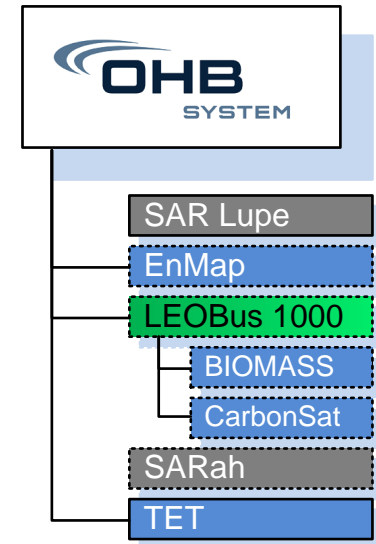 OHB
SYSTEM
SAR Lupe
EnMap
LEOBus 1000
BIOMASS
CarbonSat
SARah
TET